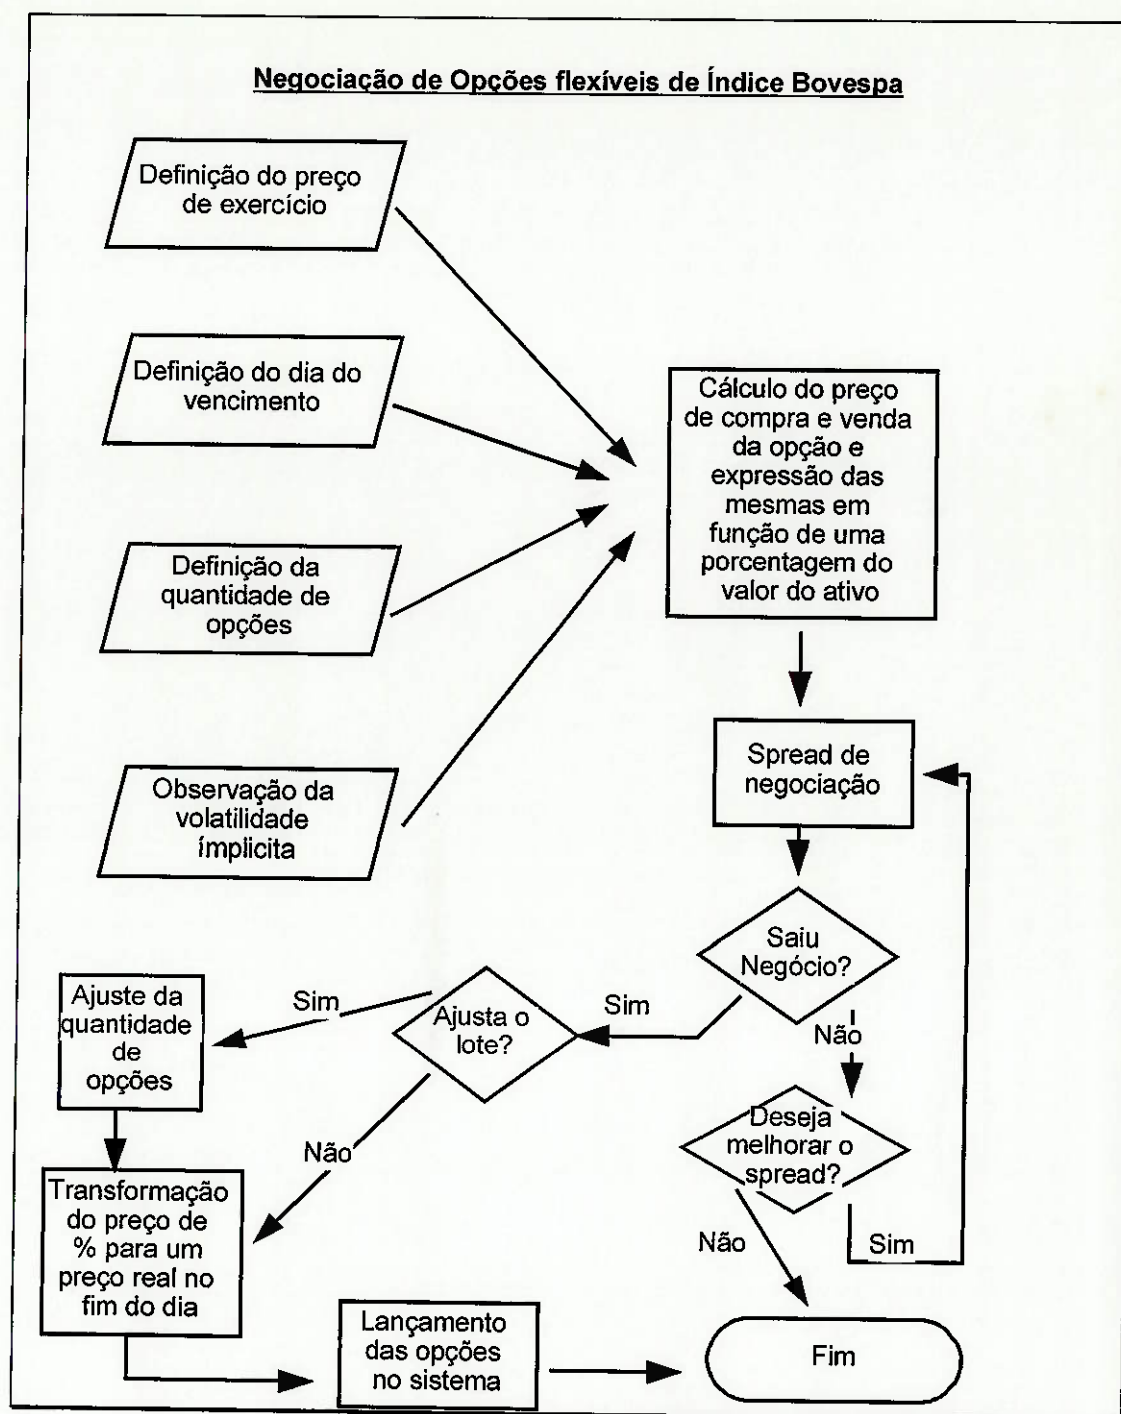 Negociação de Opções flexíveis de Índice Bovespa
Definição do preço
de exercício
Definição do dia do
vencimento
Definição da
quantidade de
opções
Observação da
volatilidade
ímplicita
Cálculo do preço
de compra e venda
da opção e
expressão das
mesmas em
função de uma
porcentagem do
valor do ativo
Spread de
negociação
Saiu
Negócio?
Sim
Não
Ajusta o
lote?
Sim
Não
Ajuste da
quantidade
de
opções
Deseja
melhorar o
spread?
Não
Sim
Transformação
do preço de
% para um
preço real no
fim do dia
Lançamento
das opções
no sistema
Fim